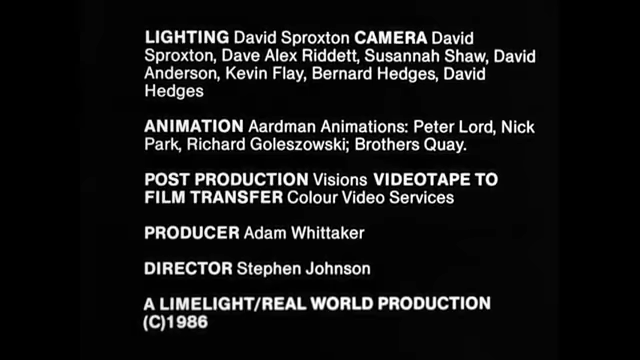 LIGHTING David Sproxton CAMERA David
Sproxton, Dave Alex Riddett, Susannah Shaw, David
Anderson, Kevin Flay, Bernard Hedges, David
Hedges
ANIMATION Aardman Animations: Peter Lord, Nick
Park, Richard Goleszowski; Brothers Quay.
POST PRODUCTION Visions VIDEOTAPE TO
FILM TRANSFER Colour Video Services
PRODUCER Adam Whittaker
DIRECTOR Stephen Johnson
A LIMELIGHT/REAL WORLD PRODUCTION
(C)1986